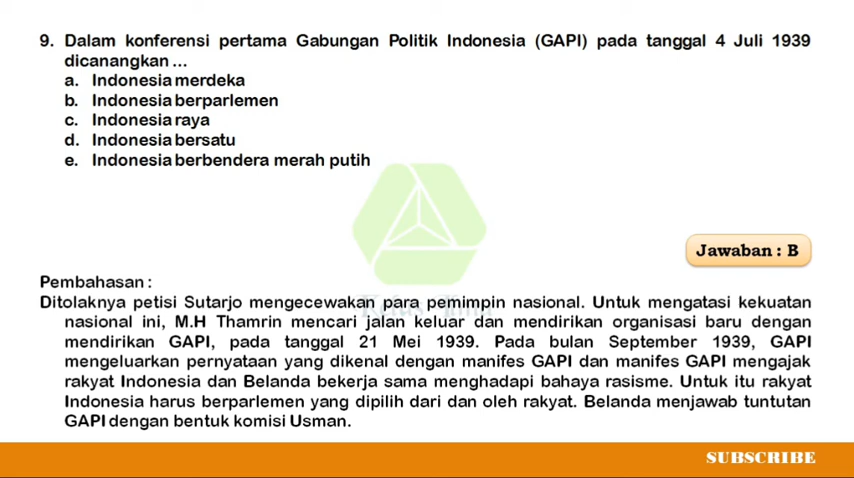 9. Dalam konferensi pertama Gabungan Politik Indonesia (GAPI) pada tanggal 4 Juli 1939
dicanangkan ...
a. Indonesia merdeka
b. Indonesia berparlemen
c. Indonesia raya
d. Indonesia bersatu
e. Indonesia berbendera merah putih
Jawaban : B
Pembahasan :
Ditolaknya petisi Sutarjo mengecewakan para pemimpin nasional. Untuk mengatasi kekuatan
nasional ini, M.H Thamrin mencari jalan keluar dan mendirikan organisasi baru dengan
mendirikan GAPI, pada tanggal 21 Mei 1939. Pada bulan September 1939, GAPI
mengeluarkan pernyataan yang dikenal dengan manifes GAPI dan manifes GAPI mengajak
rakyat Indonesia dan Belanda bekerja sama menghadapi bahaya rasisme. Untuk itu rakyat
Indonesia harus berparlemen yang dipilih dari dan oleh rakyat. Belanda menjawab tuntutan
GAPI dengan bentuk komisi Usman.
SUBSCRIBE